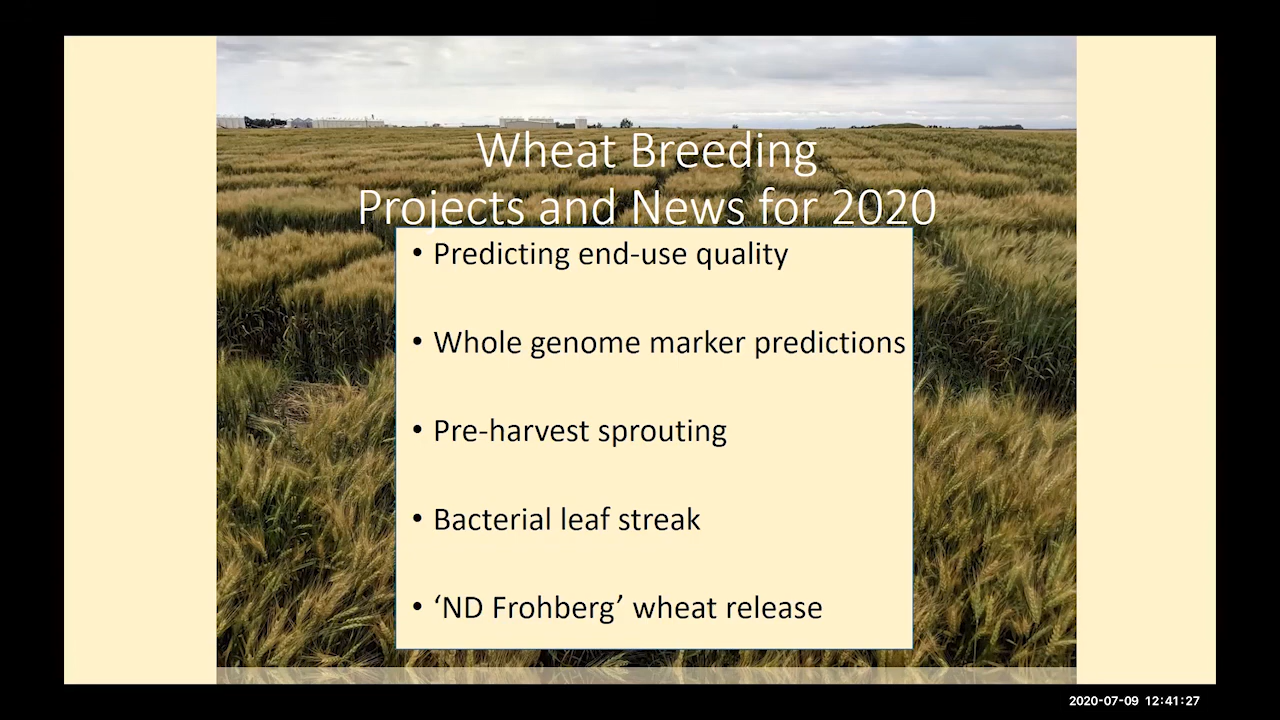 Wheat Breeding
Projects and News for 2020
• Predicting end-use quality
• Whole genome marker predictions
• Pre-harvest sprouting
• Bacterial leaf streak
• ‘ND Frohberg’ wheat release
2020-07-09 12:41:27